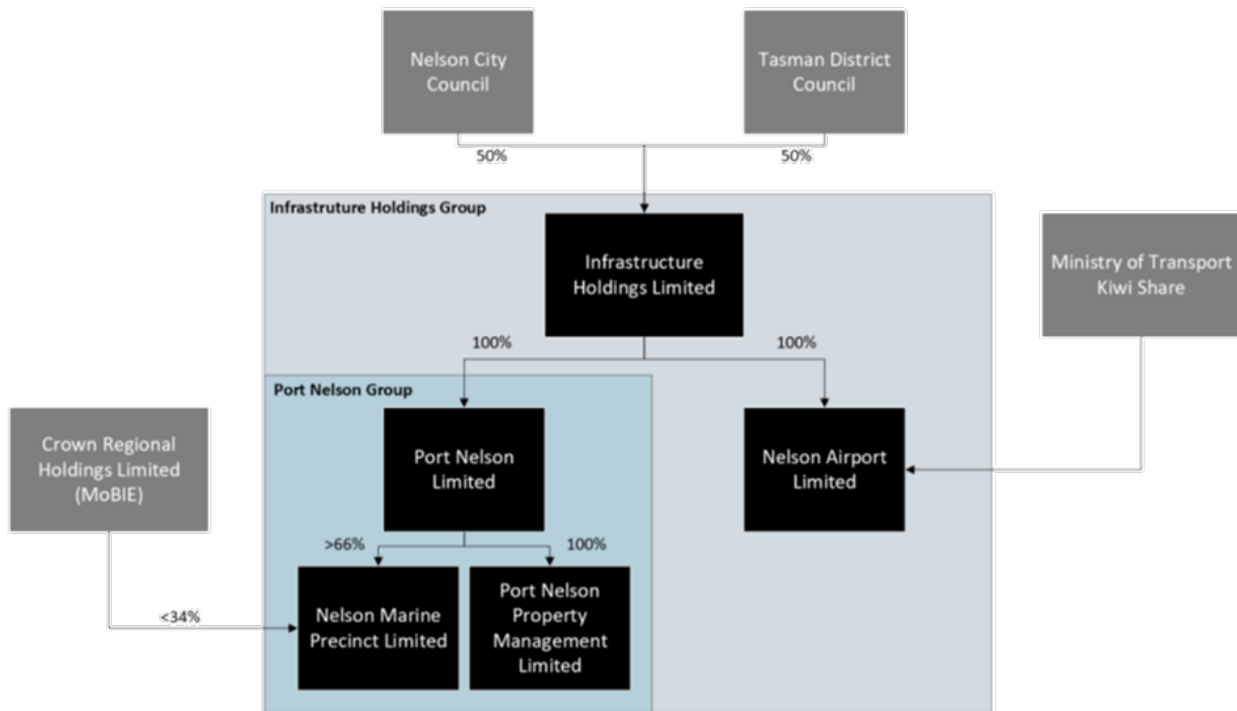 Nelson City
Council
Tasman District
Council
50%
50%
Infrastruture Holdings Group
Infrastructure
Holdings Limited
Ministry of Transport
Kiwi Share
100%
100%
Port Nelson Group
Crown Regional
Holdings Limited
(MoBIE)
Port Nelson
Limited
Nelson Airport
Limited
>66%
100%
<34%
Nelson Marine
Precinct Limited
Port Nelson
Property
Management
Limited